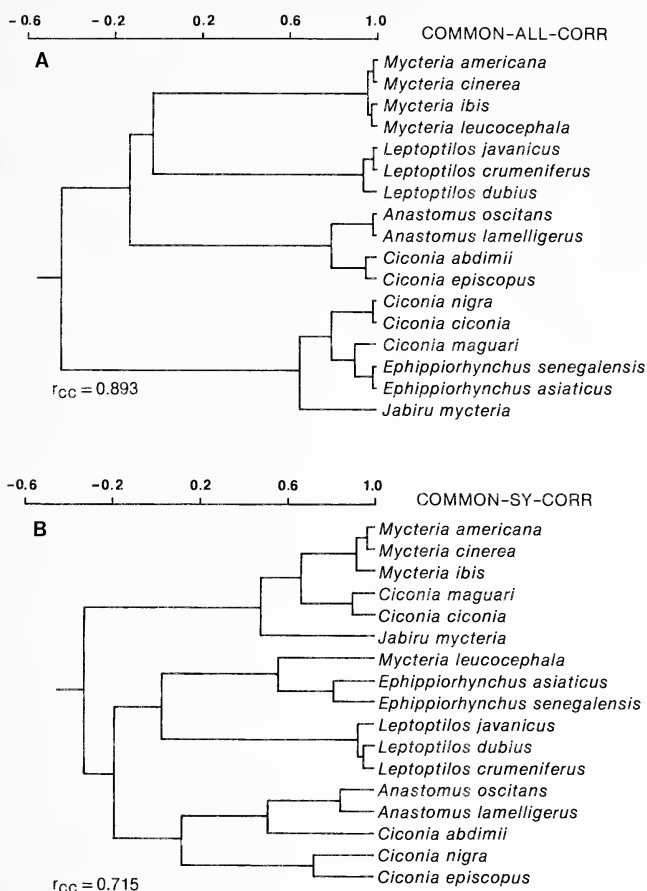 -0.6 -0.2 0.2 0.6 1.0
COMMON-ALL-CORR
A
Mycteria americana
Mycteria cinerea
Mycteria ibis
Mycteria leucocephala
Leptoptilos javanicus
Leptoptilos crumeniferus
Leptoptilos dubius
Anastomus oscitans
Anastomus lamelligerus
Ciconia abdimii
Ciconia episcopus
Ciconia nigra
Ciconia ciconia
Ciconia maguari
Ephippiorhynchus senegalensis
Ephippiorhynchus asiaticus
Jabiru mycteria
rCC = 0.893
-0.6 -0.2 0.2 0.6 1.0
COMMON-SY-CORR
B
Mycteria americana
Mycteria cinerea
Mycteria ibis
Ciconia maguari
Ciconia ciconia
Jabiru mycteria
Mycteria leucocephala
Ephippiorhynchus asiaticus
Ephippiorhynchus senegalensis
Leptoptilos javanicus
Leptoptilos dubius
Leptoptilos crumeniferus
Anastomus oscitans
Anastomus lamelligerus
Ciconia abdimii
Ciconia nigra
Ciconia episcopus
rCC = 0.715